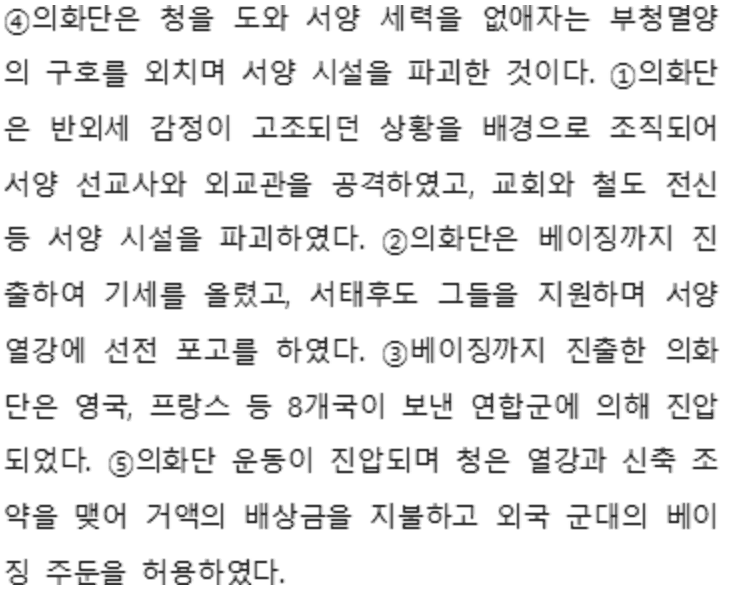 ④의화단은 청을 도와 서양 세력을 없애자는 부청멸양
의 구호를 외치며 서양 시설을 파괴한 것이다. ①의화단
은 반외세 감정이 고조되던 상황을 배경으로 조직되어
서양 선교사와 외교관을 공격하였고, 교회와 철도 전신
등 서양 시설을 파괴하였다. ②의화단은 베이징까지 진
출하여 기세를 올렸고, 서태후도 그들을 지원하며 서양
열강에 선전 포고를 하였다. ③베이징까지 진출한 의화
단은 영국, 프랑스 등 8개국이 보낸 연합군에 의해 진압
되었다. ⑤의화단 운동이 진압되며 청은 열강과 신축 조
약을 맺어 거액의 배상금을 지불하고 외국 군대의 베이
징 주둔을 허용하였다.